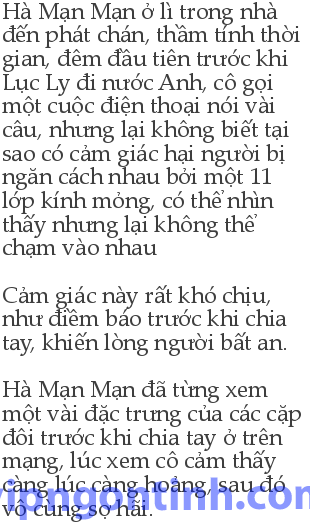 Hà Mạn Mạn ở lì trong nhà
đến phát chán, thầm tính thời
gian, đêm đầu tiên trước khi
Lục Ly đi nước Anh, cô gọi
một cuộc điện thoại nói vài
câu, nhưng lại không biết tại
sao có cảm giác hại người bị
ngăn cách nhau bởi một 11
lớp kính mỏng, có thể nhìn
thấy nhưng lại không thể
chạm vào nhau
Cảm giác này rất khó chịu,
như điềm báo trước khi chia
tay, khiến lòng người bất an.
Hà Mạn Mạn đã từng xem
một vài đặc trưng của các cặp
đôi trước khi chia tay ở trên
mạng, lúc xem cô cảm thấy
càng lúc càng hoảng, sau đó
vô cùng sợ hãi.
vipngontinh.com